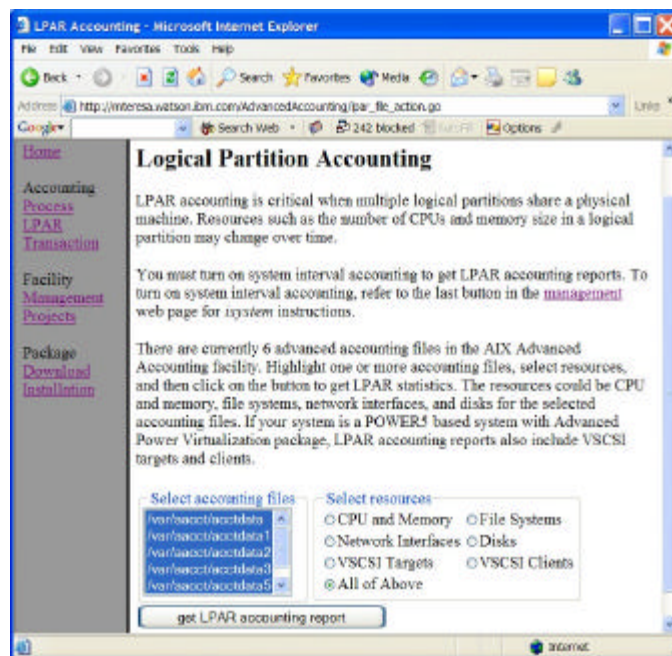 LPAR Accounting - Microsoft Internet Explorer
File Edit View Favorites Tools Help
Back Search Favorites Media
Address http://mteresa.watson.ibm.com/AdvancedAccounting/lpar_file_action.go Links
Google Search Web 242 blocked Options
Home
Accounting
Process
LPAR
Transaction
Facility
Management
Projects
Package
Download
Installation
Logical Partition Accounting
LPAR accounting is critical when multiple logical partitions share a physical
machine. Resources such as the number of CPUs and memory size in a logical
partition may change over time.
You must turn on system interval accounting to get LPAR accounting reports. To
turn on system interval accounting, refer to the last button in the management
web page for isystem instructions.
There are currently 6 advanced accounting files in the AIX Advanced
Accounting facility. Highlight one or more accounting files, select resources,
and then click on the button to get LPAR statistics. The resources could be CPU
and memory, file systems, network interfaces, and disks for the selected
accounting files. If your system is a POWER5 based system with Advanced
Power Virtualization package, LPAR accounting reports also include VSCSI
targets and clients.
Select accounting files
/var/aacct/acctdata
/var/aacct/acctdata1
/var/aacct/acctdata2
/var/aacct/acctdata3
/var/aacct/acctdata5
Select resources
CPU and Memory File Systems
Network Interfaces Disks
VSCSI Targets VSCSI Clients
All of Above
get LPAR accounting report
Internet